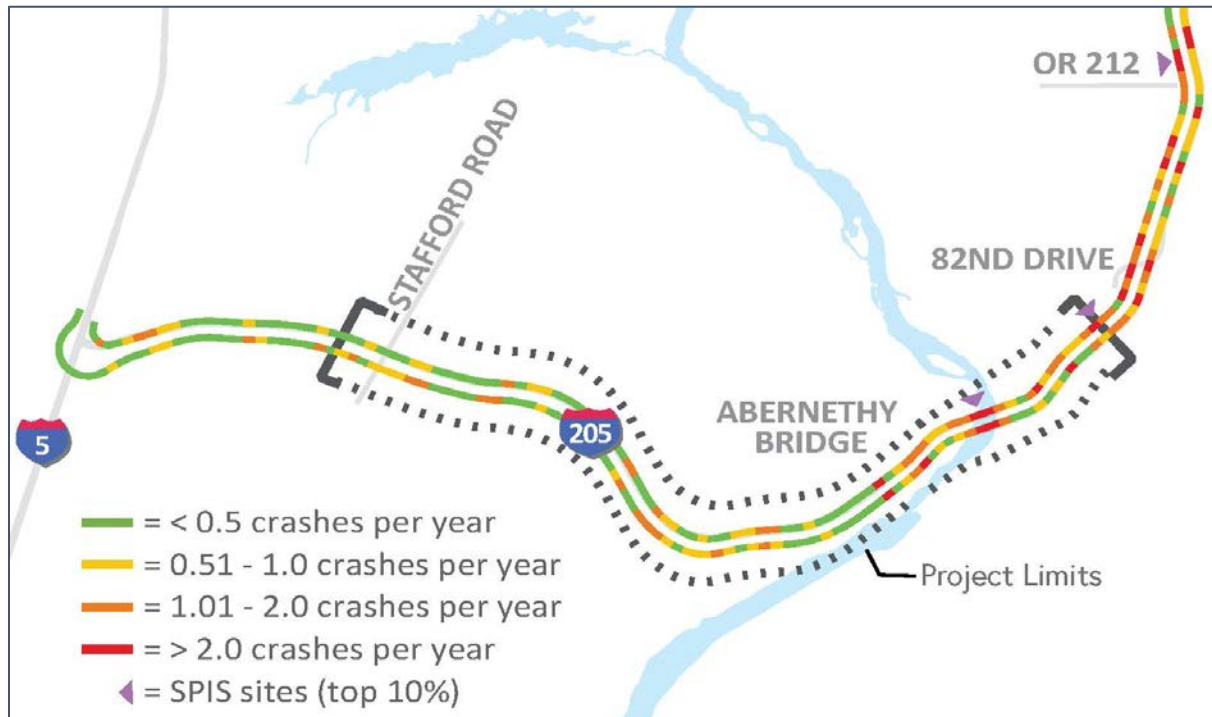 OR 212
STAFFORD ROAD
82ND DRIVE
ABERNETHY
BRIDGE
205
5
= < 0.5 crashes per year
= 0.51 - 1.0 crashes per year
= 1.01 - 2.0 crashes per year
= > 2.0 crashes per year
= SPIS sites (top 10%)
Project Limits